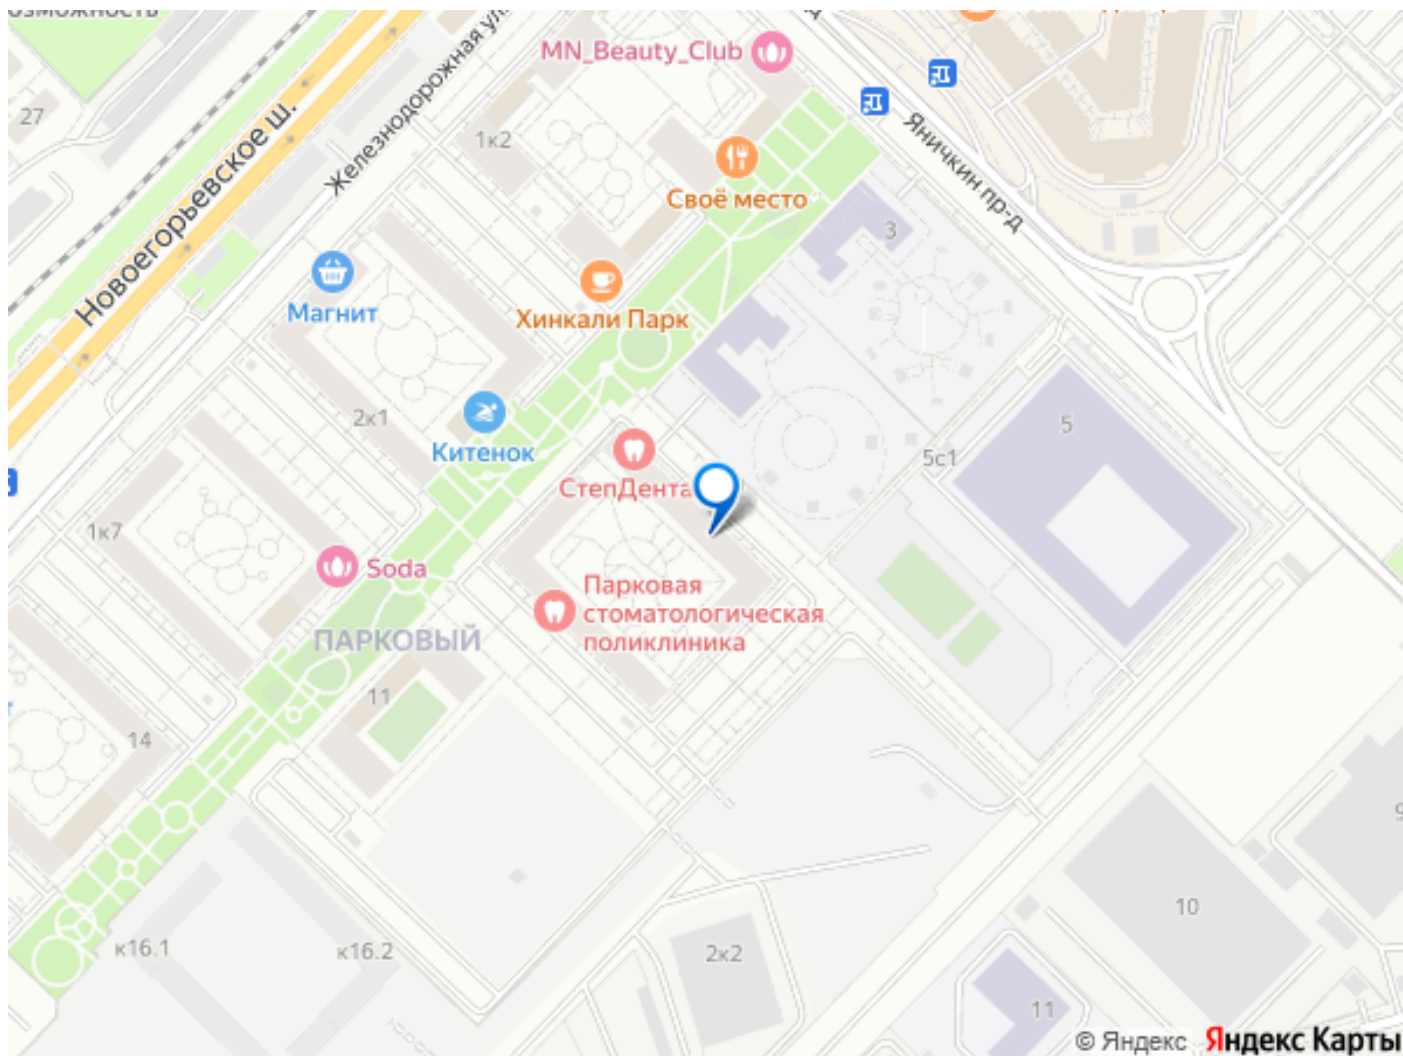 27
Новоегорьевское ш.
Железнодорожная ул.
MN_Beauty_Club
1к2
Яничкин пр-д
Своё место
3
Магнит
Хинкали Парк
2к1
Китенок
5
5с1
СтепДента
1к7
Soda
Парковая
стоматологическая
поликлиника
ПАРКОВЫЙ
11
14
к16.1
к16.2
2к2
10
9
11
© Яндекс Яндекс Карты